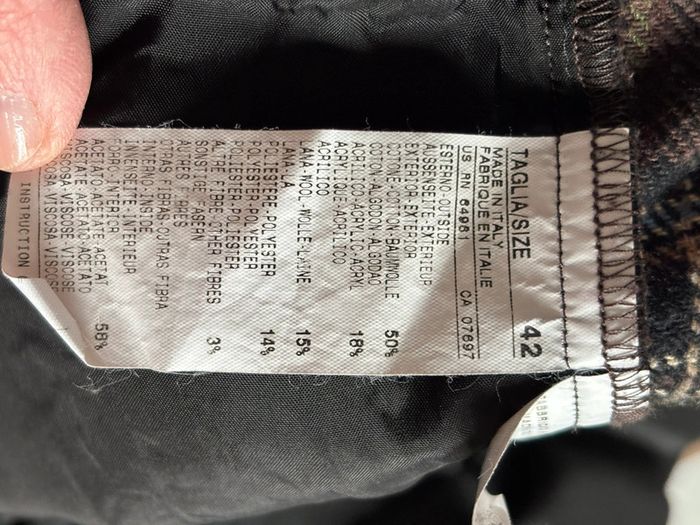 TAGLIA/SIZE 42
MADE IN ITALY
FABRIQUE EN ITALIE
US RN 64981 CA 07697
ESTERNO-OUTSIDE
AUSSENSEITE-EXTERIEUR
EXTERIOR-EXTERIOR
COTONE-COTTON-BAUMWOLLE
COTON-ALGODON-ALGODAO 50%
ACRILICO-ACRYLIC-ACRYL
ACRYLIQUE-ACRILICO 18%
ACRILICO
LANA-WOOL-WOLLE-LAINE
LANA 15%
POLIESTERE-POLYESTER
POLYESTER-POLYESTER 14%
POLIESTER-POLYESTER
ALTRE FIBRE-OTHER FIBRES
SONSTIGE FASERN 3%
AUTRES FIBRES
OTRAS FIBRAS-OUTRAS FIBRA
INTERNO-INSIDE
INNENSEITE-INTERIEUR
FORRO-INTERIOR
ACETATO-ACETATE-ACETAT
ACETATE-ACETATO-ACETATO 58%
VISCOSA-VISCOSE-VISKOSE
VISCOSE
INSTRUCTION